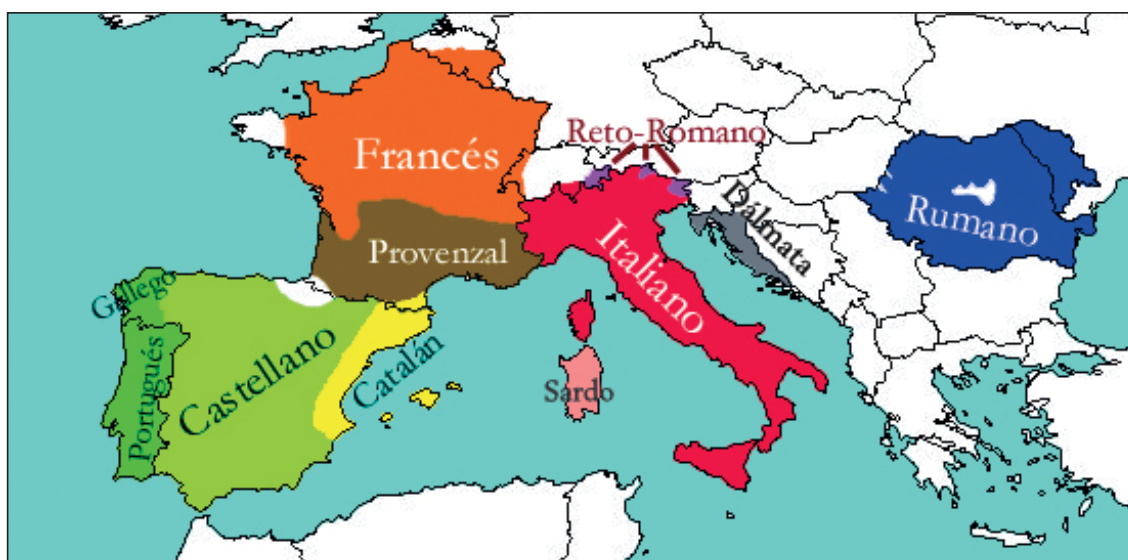 Reto-Romano
Francés
Dálmata
Rumano
Provenzal
Italiano
Gallego
Castellano
Catalán
Portugués
Sardo